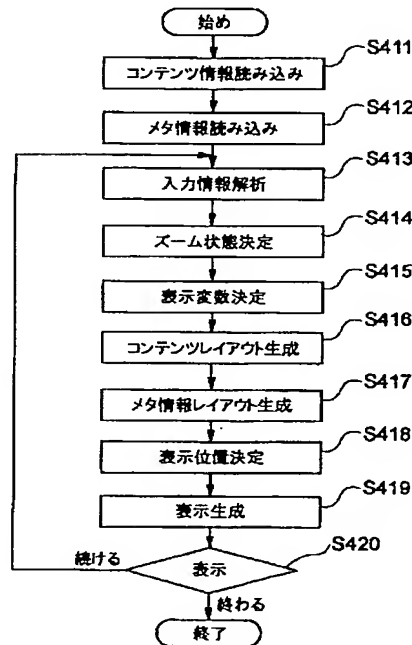 始め
コンテンツ情報読み込み
S411
メタ情報読み込み
S412
入力情報解析
S413
ズーム状態決定
S414
表示変数決定
S415
コンテンツレイアウト生成
S416
メタ情報レイアウト生成
S417
表示位置決定
S418
表示生成
S419
続ける
表示
S420
終わる
終了